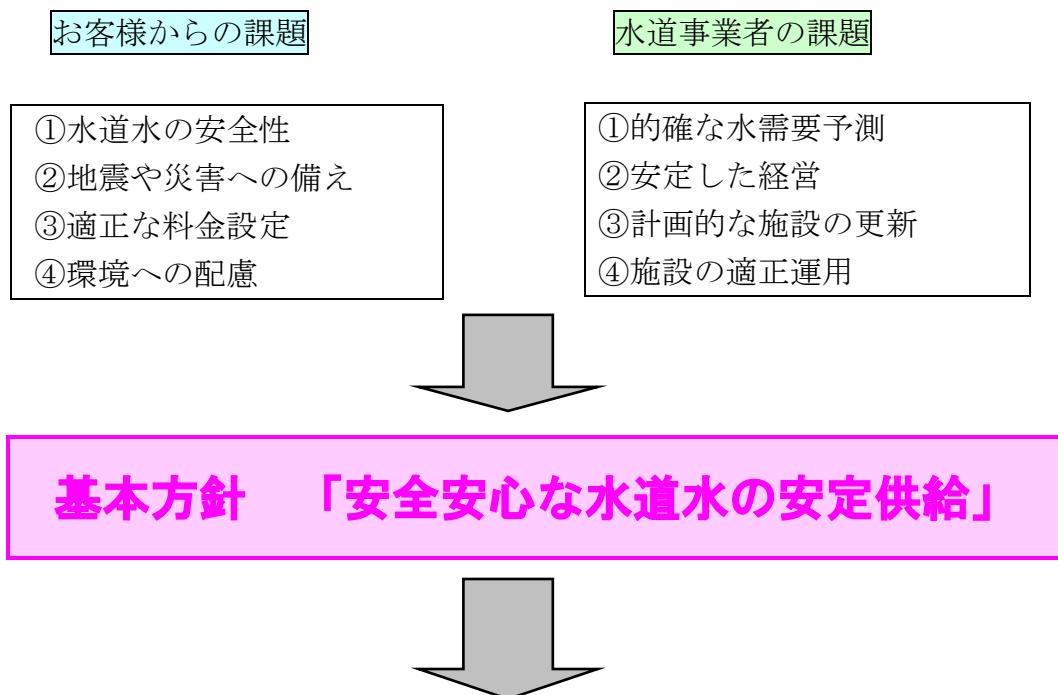 お客様からの課題
水道事業者の課題
①水道水の安全性
②地震や災害への備え
③適正な料金設定
④環境への配慮
①的確な水需要予測
②安定した経営
③計画的な施設の更新
④施設の適正運用
基本方針　「安全安心な水道水の安定供給」